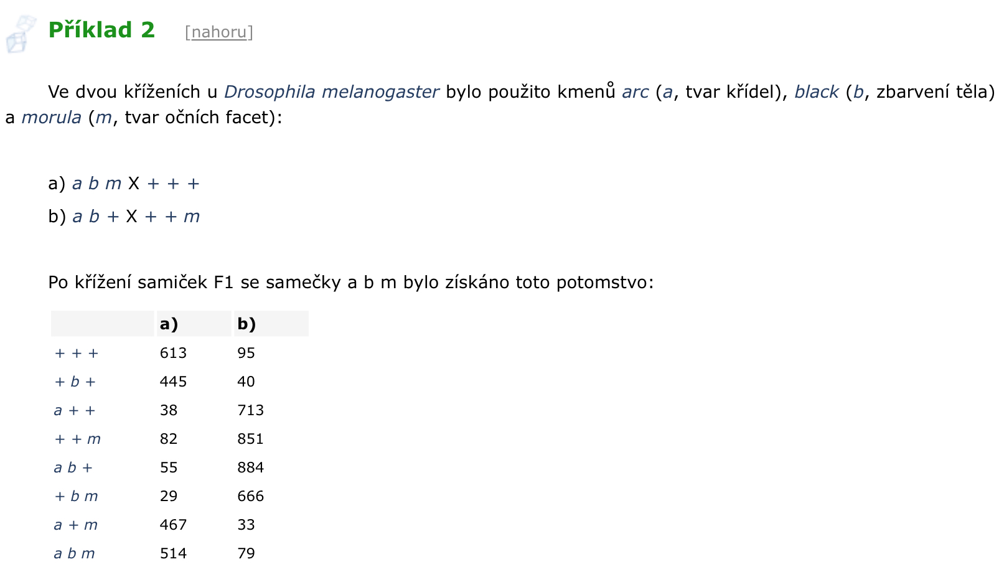 Příklad 2 [nahoru]
Ve dvou kříženích u Drosophila melanogaster bylo použito kmenů arc (a, tvar křídel), black (b, zbarvení těla)
a morula (m, tvar očních facet):
a) a b m X + + +
b) a b + X + + m
Po křížení samiček F1 se samečky a b m bylo získáno toto potomstvo:
a) b)
+ + + 613 95
+ b + 445 40
a + + 38 713
+ + m 82 851
a b + 55 884
+ b m 29 666
a + m 467 33
a b m 514 79